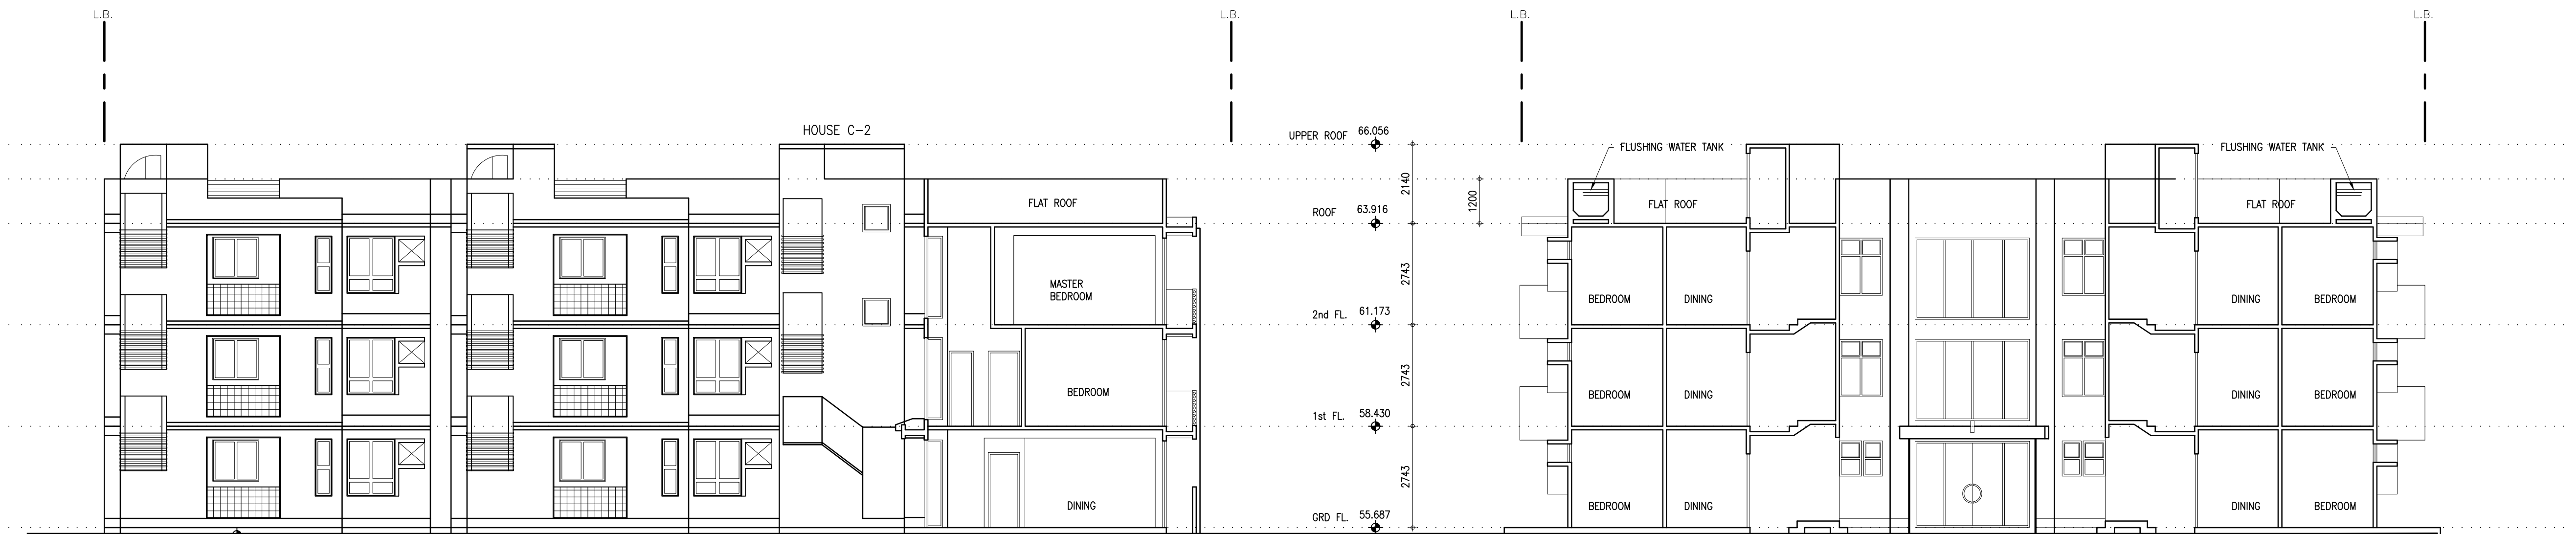 L.B.
L.B.
L.B.
L.B.
HOUSE C-2
UPPER ROOF 66.056
FLUSHING WATER TANK
FLUSHING WATER TANK
2140
1200
FLAT ROOF
ROOF 63.916
FLAT ROOF
FLAT ROOF
2743
MASTER
BEDROOM
BEDROOM
DINING
DINING
BEDROOM
2nd FL. 61.173
2743
BEDROOM
BEDROOM
DINING
DINING
BEDROOM
1st FL. 58.430
2743
DINING
BEDROOM
DINING
DINING
BEDROOM
GRD FL. 55.687